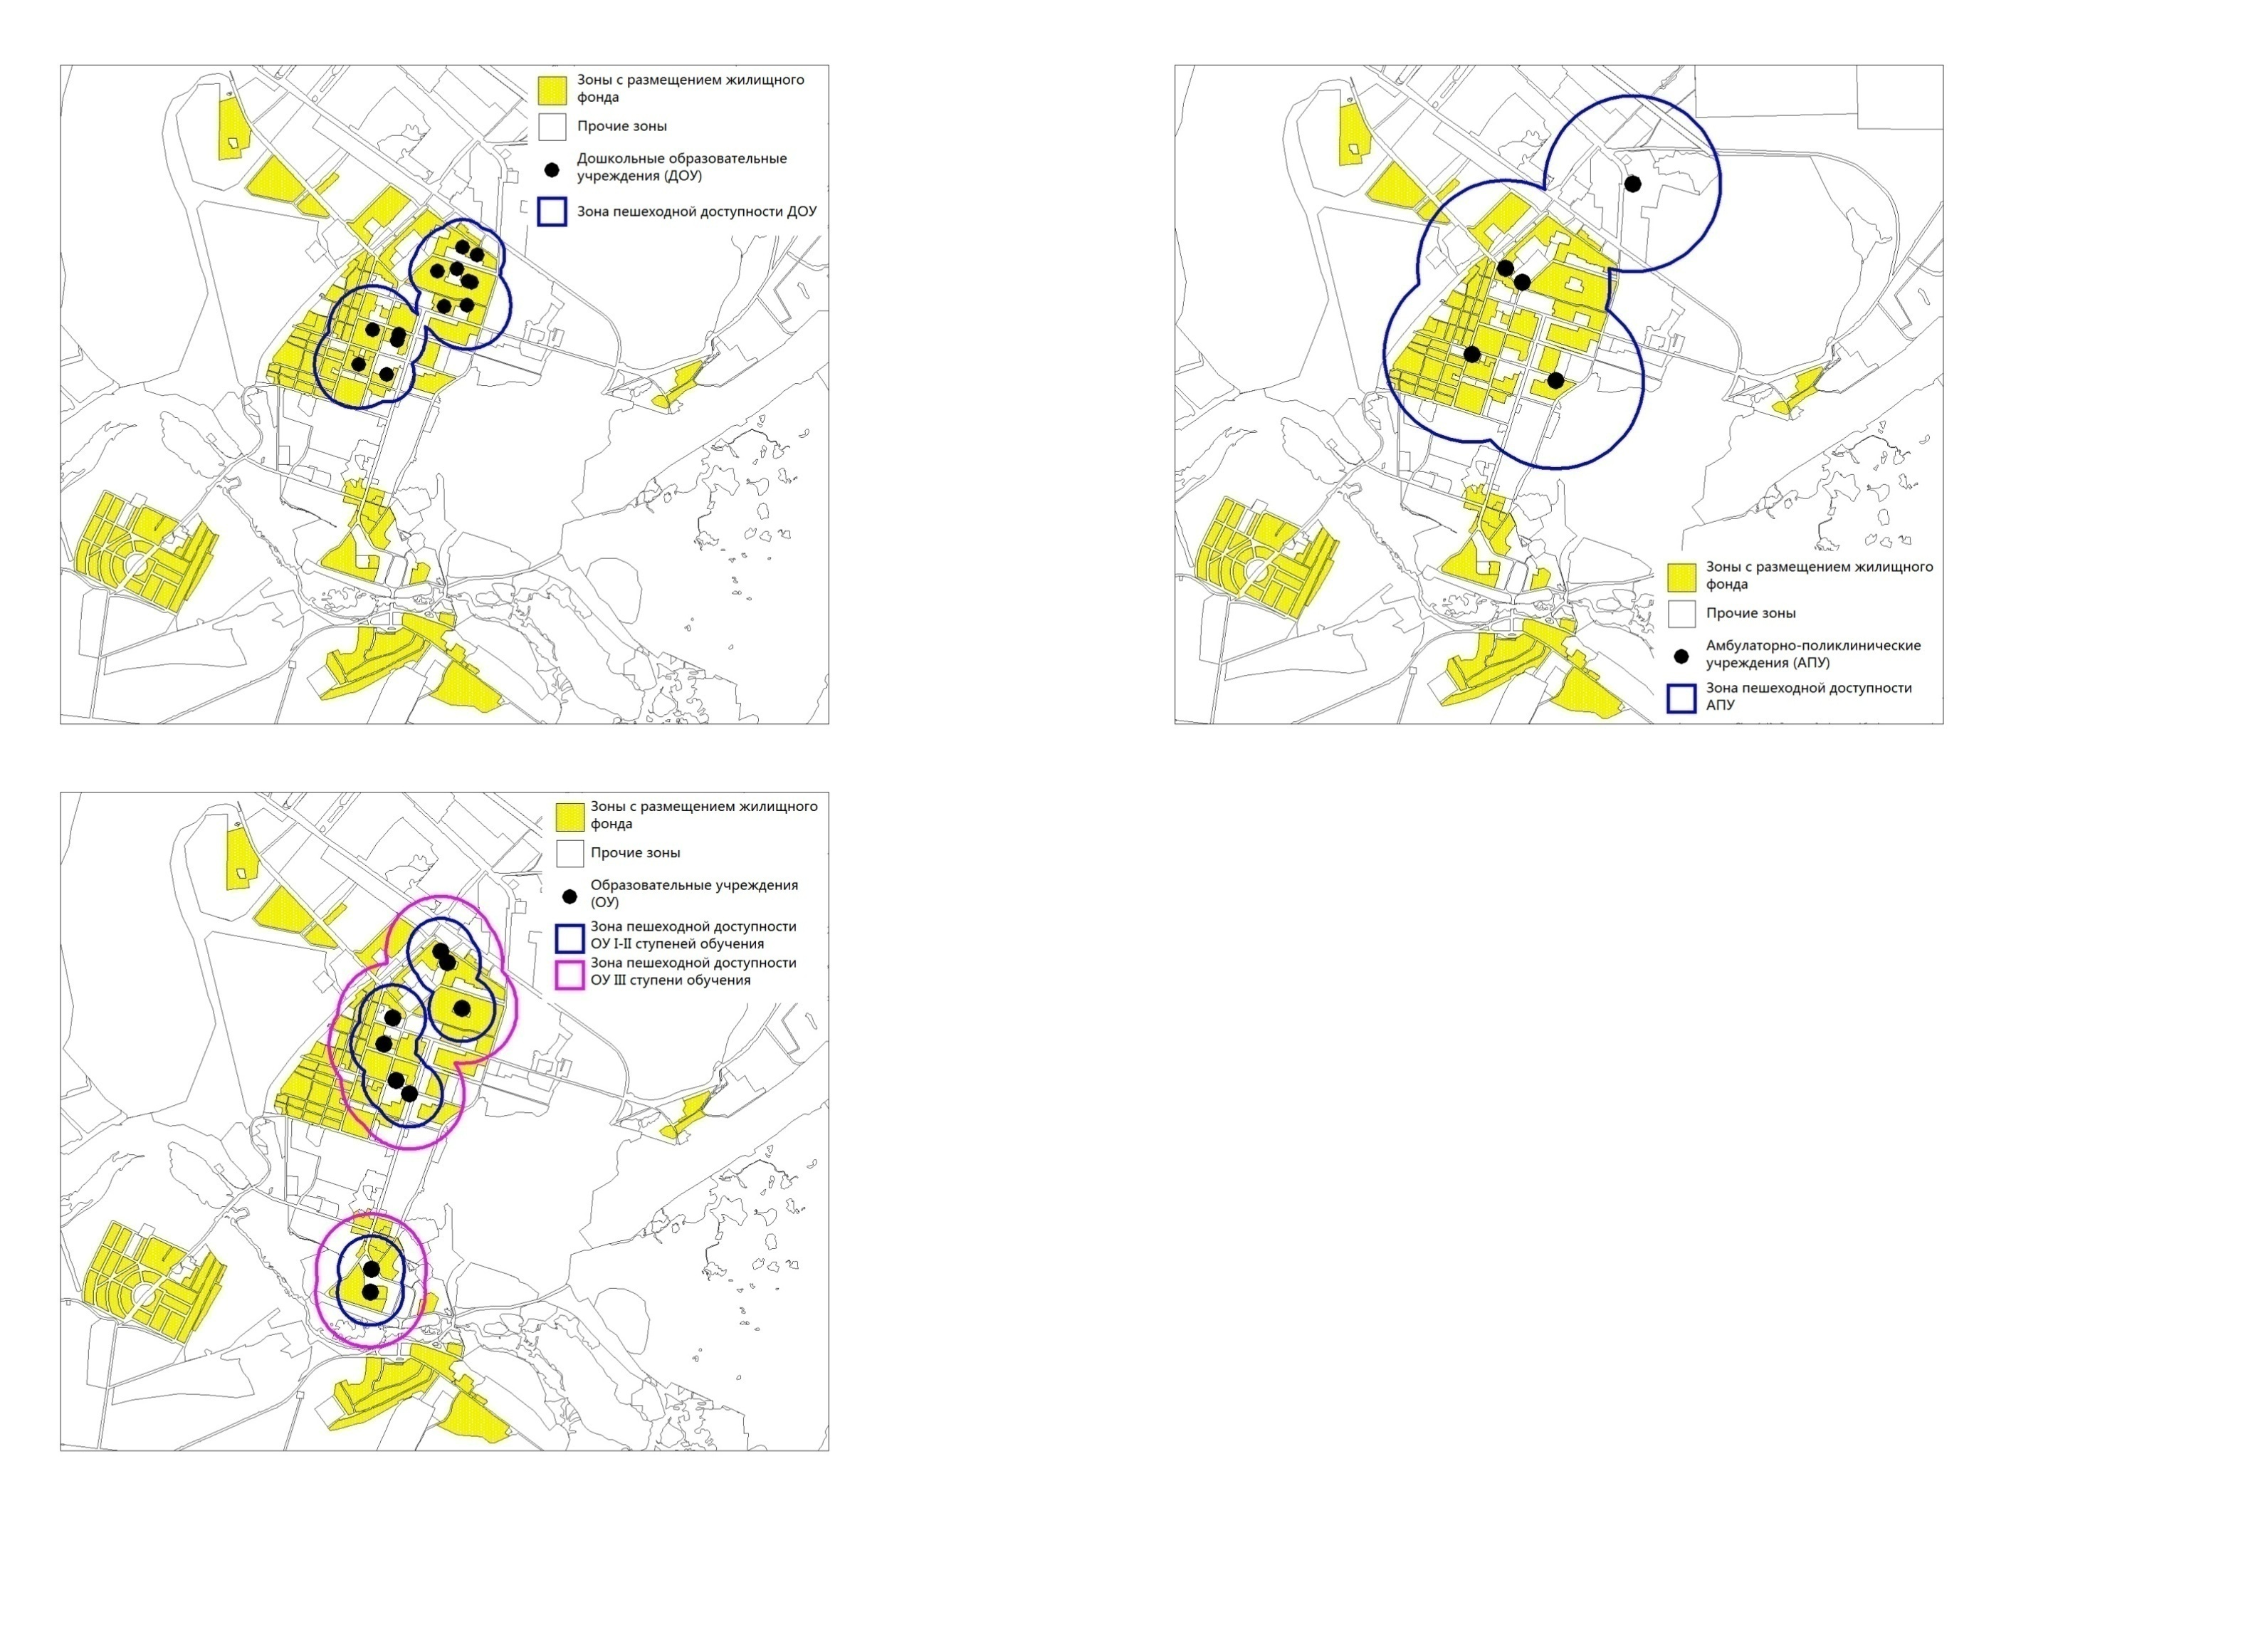 Зоны с размещением жилищного
фонда
Прочие зоны
Дошкольные образовательные
учреждения (ДОУ)
Зона пешеходной доступности ДОУ
Зоны с размещением жилищного
фонда
Прочие зоны
Амбулаторно-поликлинические
учреждения (АПУ)
Зона пешеходной доступности
АПУ
Зоны с размещением жилищного
фонда
Прочие зоны
Образовательные учреждения
(ОУ)
Зона пешеходной доступности
ОУ I-II ступеней обучения
Зона пешеходной доступности
ОУ III ступени обучения